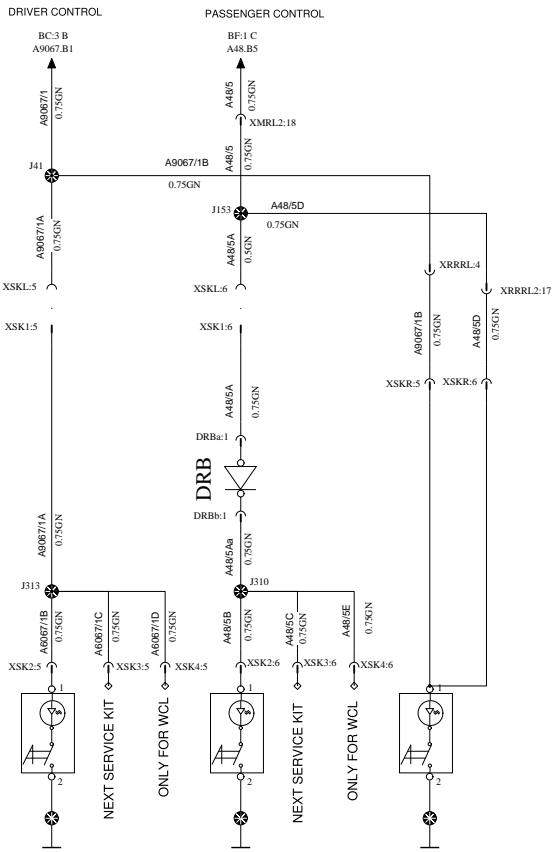 DRIVER CONTROL
PASSENGER CONTROL
BC:3 B
A9067.B1
BF:1 C
A48.B5
A9067/1
0.75GN
A48/5
0.75GN
XMRL2:18
A48/5
0.75GN
J41
A9067/1B
0.75GN
J153
A48/5D
0.75GN
A9067/1A
0.75GN
A48/5A
0.5GN
XSKL:5
XSKL:6
XRRRL:4
XRRRL2:17
XSK1:5
XSK1:6
A9067/1B
0.75GN
A48/5D
0.75GN
XSKR:5
XSKR:6
A48/5A
0.75GN
DRBa:1
DRB
DRBb:1
A9067/1A
0.75GN
A48/5Aa
0.75GN
J313
J310
A6067/1B
0.75GN
A6067/1C
0.75GN
A6067/1D
0.75GN
A48/5B
0.75GN
A48/5C
0.75GN
A48/5E
0.75GN
XSK2:5
XSK3:5
XSK4:5
XSK2:6
XSK3:6
XSK4:6
1
1
1
NEXT SERVICE KIT
ONLY FOR WCL
NEXT SERVICE KIT
ONLY FOR WCL
2
2
2